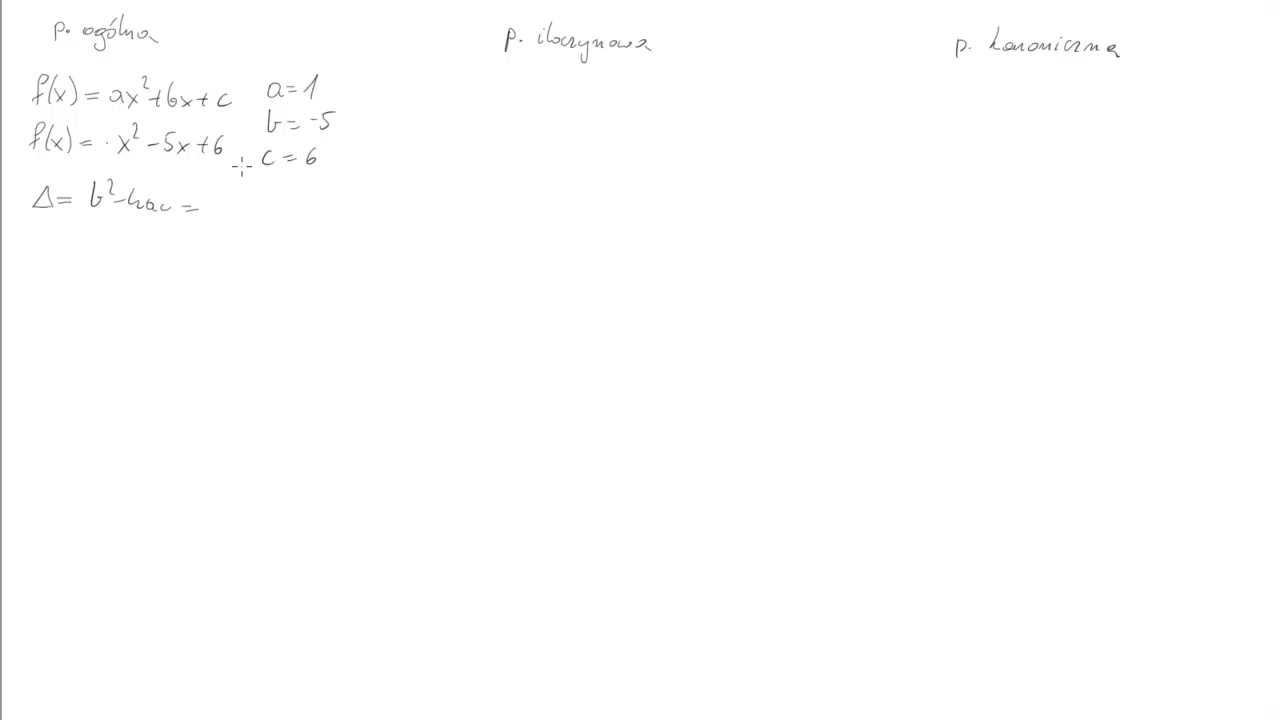 p. ogólna
p. iloczynowa
p. kanoniczna
f(x) = ax²+bx+c
a=1
b = -5
f(x) = · x² - 5x + 6
c = 6
Δ = b²-4ac =